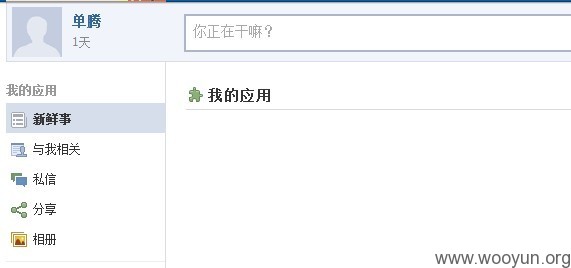 单腾
1天
你正在干嘛？
我的应用
新鲜事
与我相关
私信
分享
相册
我的应用
www.wooyun.org